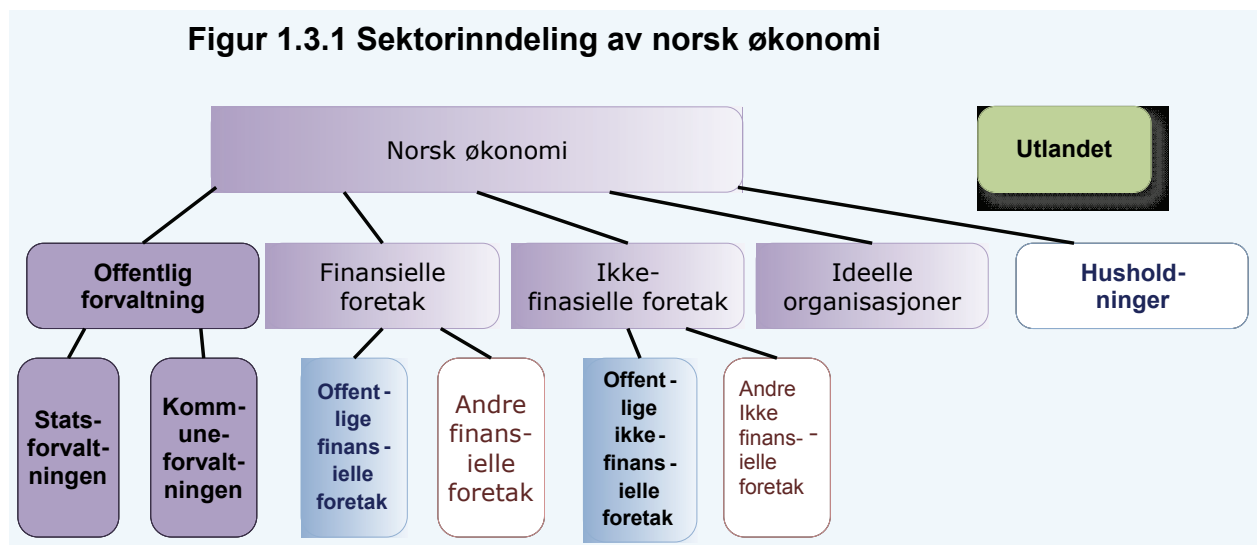 Figur 1.3.1 Sektorinndeling av norsk økonomi
Norsk økonomi
Utlandet
Offentlig
forvaltning
Finansielle
foretak
Ikke-
finasielle foretak
Ideelle
organisasjoner
Hushold-
ninger
Stats-
forvalt-
ningen
Komm-
une-
forvalt-
ningen
Offent -
lige
finans -
ielle
foretak
Andre
finans-
ielle
foretak
Offent -
lige
ikke -
finans -
ielle
foretak
Andre
Ikke
finans- -
ielle
foretak